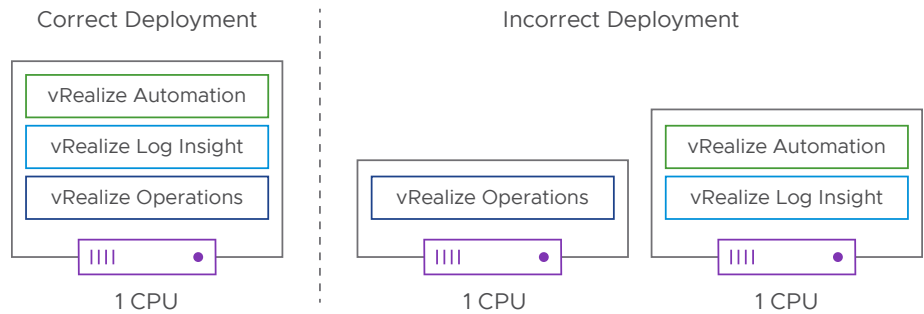 Correct Deployment
vRealize Automation
vRealize Log Insight
vRealize Operations
1 CPU
Incorrect Deployment
vRealize Operations
1 CPU
vRealize Automation
vRealize Log Insight
1 CPU